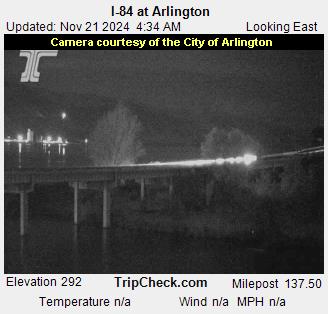 I-84 at Arlington
Updated: Nov 21 2024 4:34 AM Looking East
Camera courtesy of the City of Arlington
Elevation 292 TripCheck.com Milepost 137.50
Temperature n/a Wind n/a MPH n/a